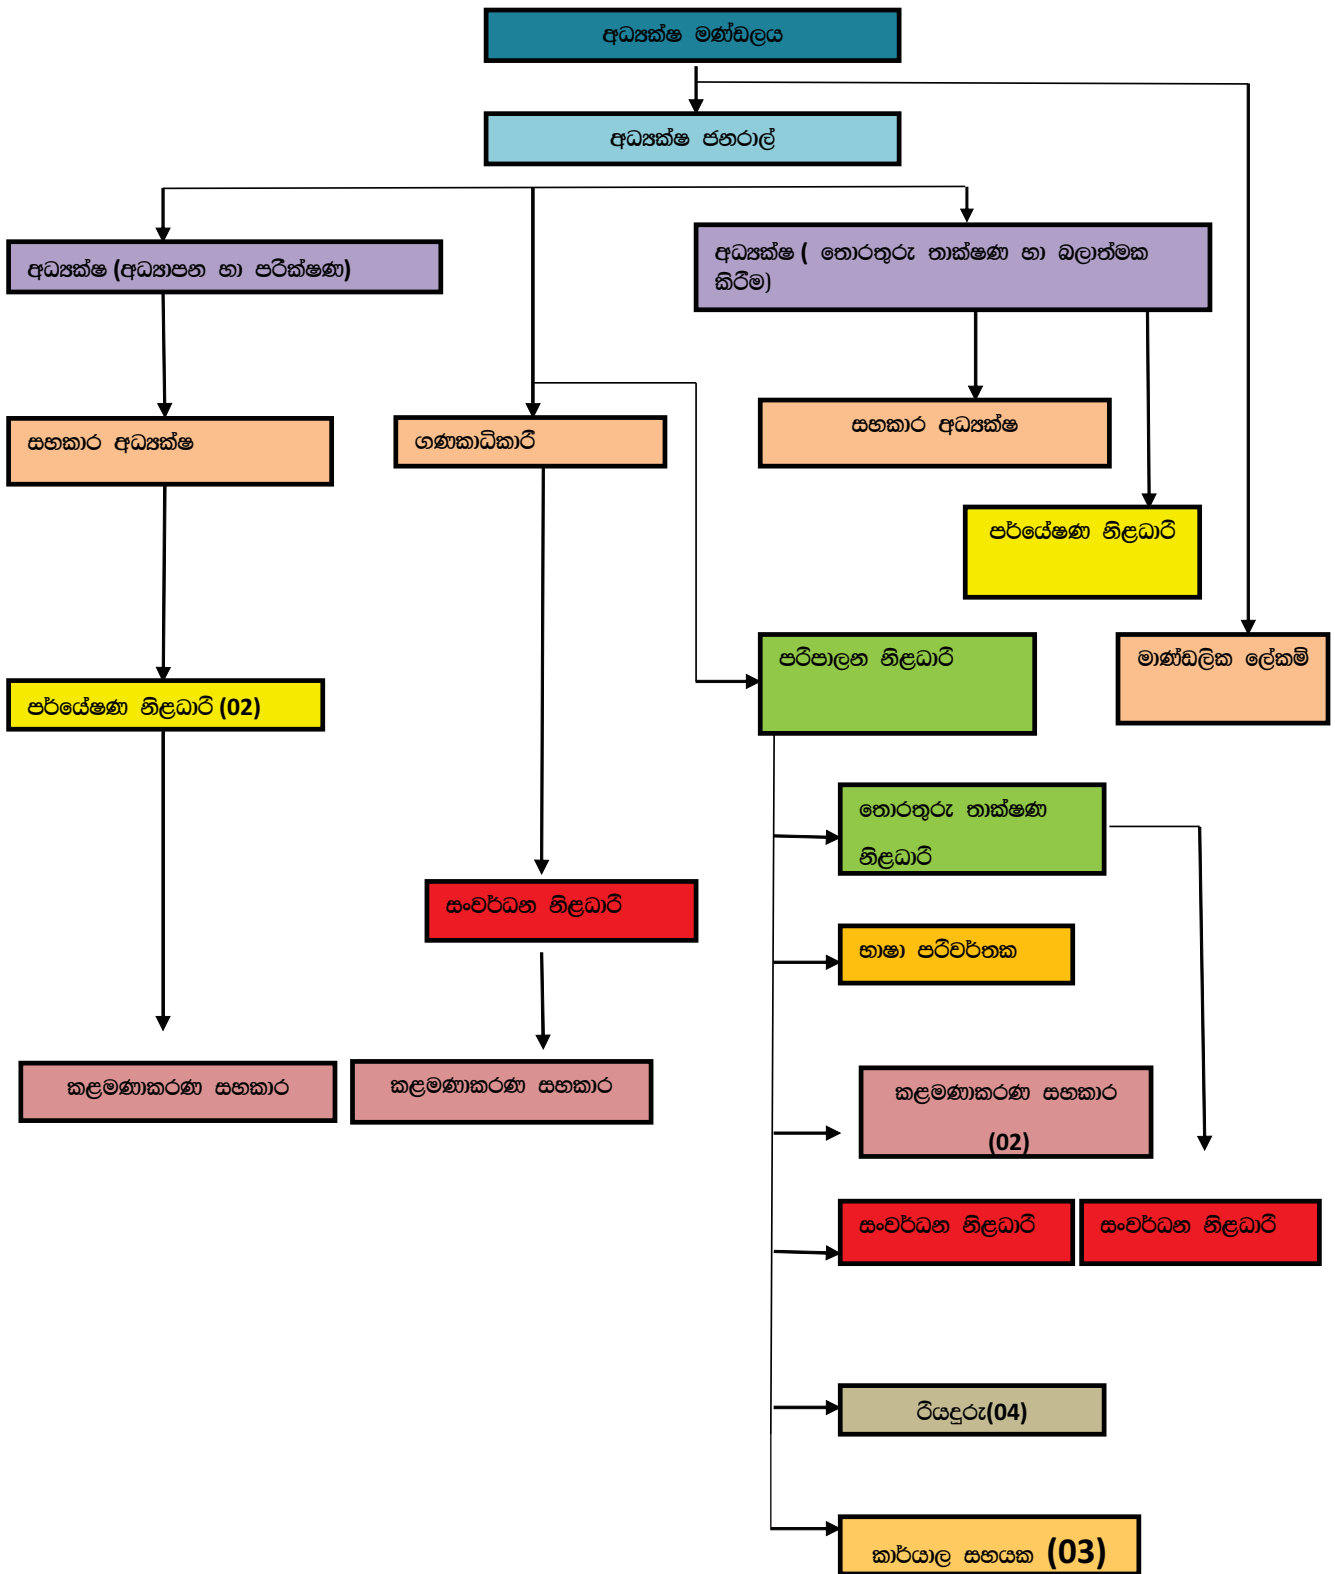 අධ්‍යක්ෂ මණ්ඩලය
අධ්‍යක්ෂ ජනරාල්
අධ්‍යක්ෂ (අධ්‍යාපන හා පරීක්ෂණ)
අධ්‍යක්ෂ ( තොරතුරු තාක්ෂණ හා බලාත්මක
කිරීම)
සහකාර අධ්‍යක්ෂ
ගණකාධිකාරී
සහකාර අධ්‍යක්ෂ
පර්යේෂණ නිළධාරී
පරිපාලන නිළධාරී
මාණ්ඩලික ලේකම්
පර්යේෂණ නිළධාරී (02)
තොරතුරු තාක්ෂණ
නිළධාරී
සංවර්ධන නිළධාරී
භාෂා පරිවර්තක
කළමණාකරණ සහකාර
කළමණාකරණ සහකාර
කළමණාකරණ සහකාර
(02)
සංවර්ධන නිළධාරී
සංවර්ධන නිළධාරී
රියදුරු(04)
කාර්යාල සහයක (03)